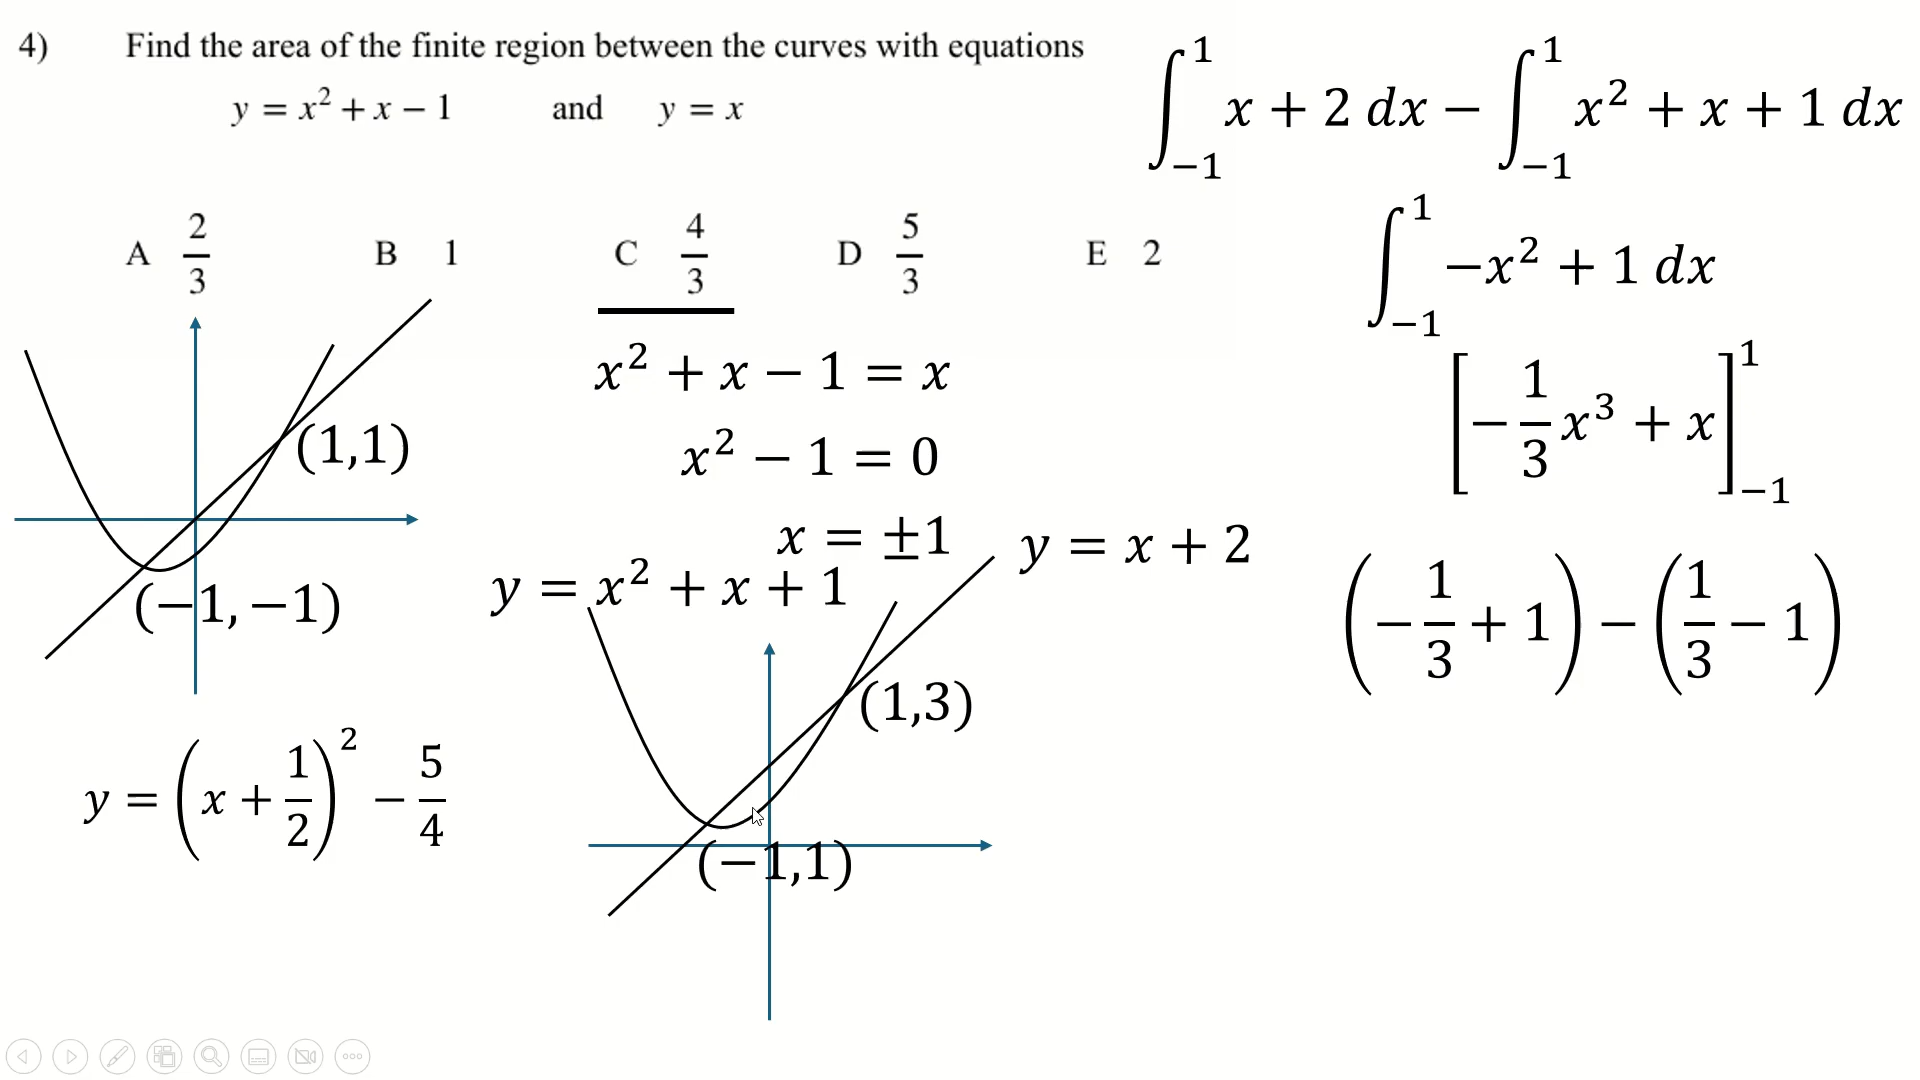 4) Find the area of the finite region between the curves with equations
y = x² + x − 1 and y = x
A 2/3 B 1 C 4/3 D 5/3 E 2
x² + x − 1 = x
x² − 1 = 0
x = ±1
(1,1)
(−1, −1)
y = (x + 1/2)² − 5/4
y = x² + x + 1
y = x + 2
(1,3)
(−1,1)
∫₋₁¹ x + 2 dx − ∫₋₁¹ x² + x + 1 dx
∫₋₁¹ −x² + 1 dx
[−1/3 x³ + x]₋₁¹
(−1/3 + 1) − (1/3 − 1)